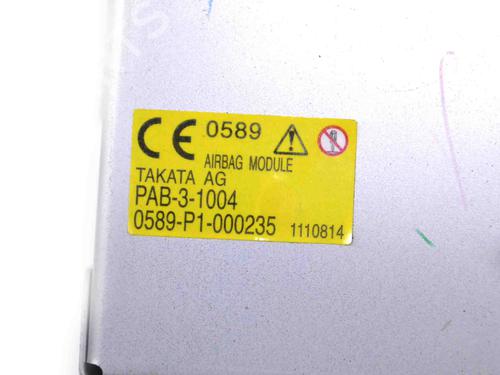 CE 0589
AIRBAG MODULE
TAKATA AG
PAB-3-1004
0589-P1-000235 1110814